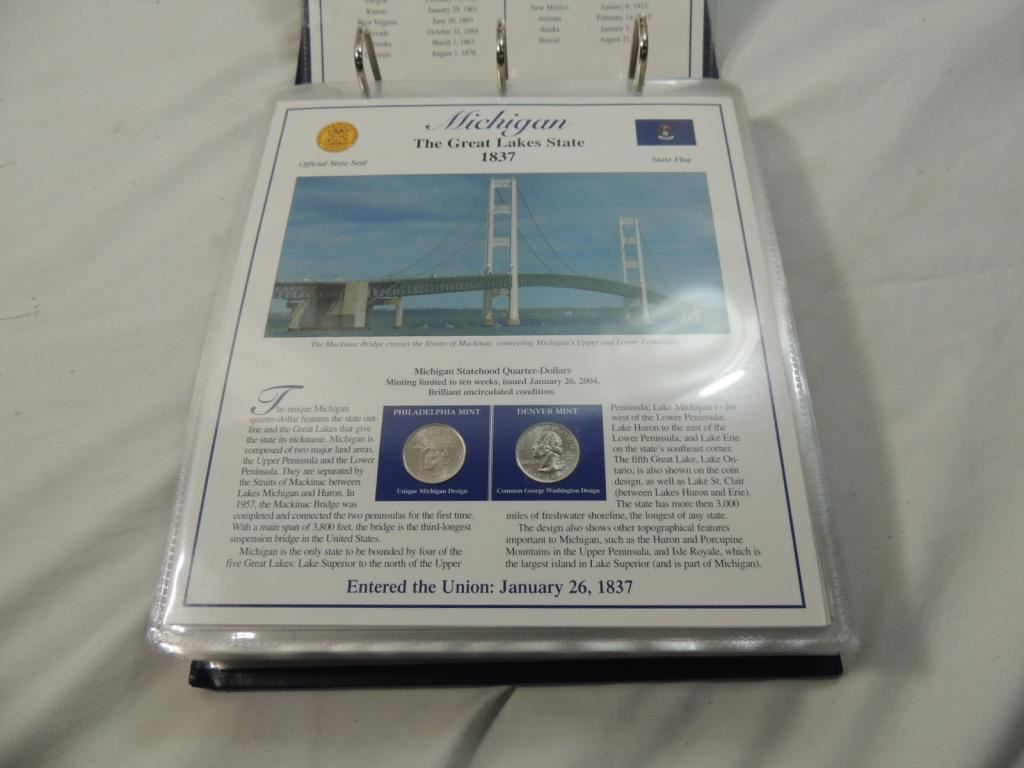 Kansas January 29, 1861
West Virginia June 20, 1863
October 31, 1864
March 1, 1867
August 1, 1876
New Mexico January 6, 1912
Arizona February 14,
Alaska January 3,
Hawaii August 21,
Michigan
The Great Lakes State
1837
Official State Seal
State Flag
The Mackinac Bridge crosses the Straits of Mackinac, connecting Michigan's Upper and Lower Peninsulas.
Michigan Statehood Quarter-Dollars
Minting limited to ten weeks, issued January 26, 2004.
Brilliant uncirculated condition.
PHILADELPHIA MINT
Unique Michigan Design
DENVER MINT
Common George Washington Design
The unique Michigan
quarter-dollar features the state out-
line and the Great Lakes that give
the state its nickname. Michigan is
composed of two major land areas,
the Upper Peninsula and the Lower
Peninsula. They are separated by
the Straits of Mackinac between
Lakes Michigan and Huron. In
1957, the Mackinac Bridge was
completed and connected the two peninsulas for the first time.
With a main span of 3,800 feet, the bridge is the third-longest
suspension bridge in the United States.
Michigan is the only state to be bounded by four of the
five Great Lakes: Lake Superior to the north of the Upper
Peninsula; Lake Michigan to the
west of the Lower Peninsula;
Lake Huron to the east of the
Lower Peninsula; and Lake Erie
on the state's southeast corner.
The fifth Great Lake, Lake On-
tario, is also shown on the coin
design, as well as Lake St. Clair
(between Lakes Huron and Erie).
The state has more then 3,000
miles of freshwater shoreline, the longest of any state.
The design also shows other topographical features
important to Michigan, such as the Huron and Porcupine
Mountains in the Upper Peninsula, and Isle Royale, which is
the largest island in Lake Superior (and is part of Michigan).
Entered the Union: January 26, 1837